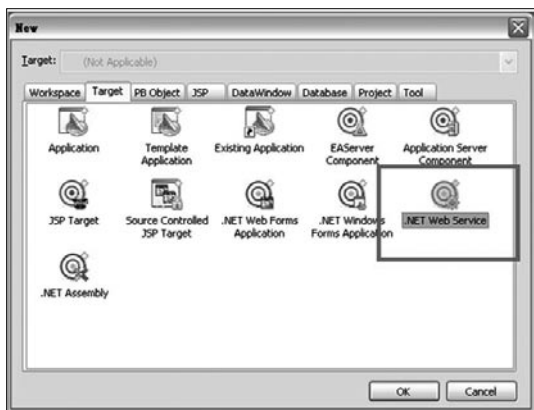 New
Target: (Not Applicable)
Workspace Target PB Object JSP DataWindow Database Project Tool
Application
Template Application
Existing Application
EAServer Component
Application Server Component
JSP Target
Source Controlled JSP Target
.NET Web Forms Application
.NET Windows Forms Application
.NET Web Service
.NET Assembly
OK Cancel